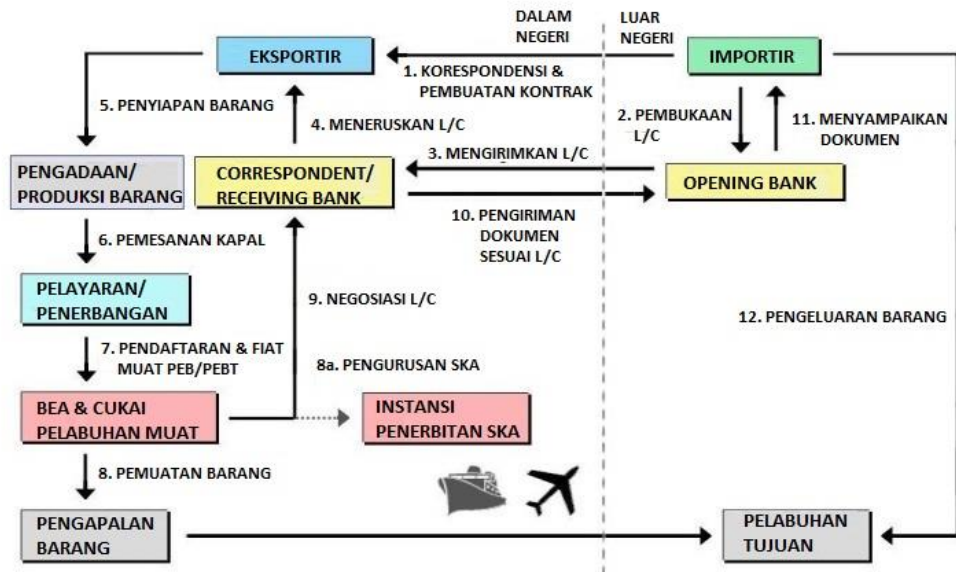 DALAM
NEGERI
LUAR
NEGERI
EKSPORTIR
IMPORTIR
1. KORESPONDENSI &
PEMBUATAN KONTRAK
5. PENYIAPAN BARANG
4. MENERUSKAN L/C
2. PEMBUKAAN
L/C
11. MENYAMPAIKAN
DOKUMEN
3. MENGIRIMKAN L/C
PENGADAAN/
PRODUKSI BARANG
CORRESPONDENT/
RECEIVING BANK
OPENING BANK
10. PENGIRIMAN
DOKUMEN
SESUAI L/C
6. PEMESANAN KAPAL
PELAYARAN/
PENERBANGAN
9. NEGOSIASI L/C
12. PENGELUARAN BARANG
7. PENDAFTARAN & FIAT
MUAT PEB/PEBT
8a. PENGURUSAN SKA
BEA & CUKAI
PELABUHAN MUAT
INSTANSI
PENERBITAN SKA
8. PEMUATAN BARANG
PENGAPALAN
BARANG
PELABUHAN
TUJUAN